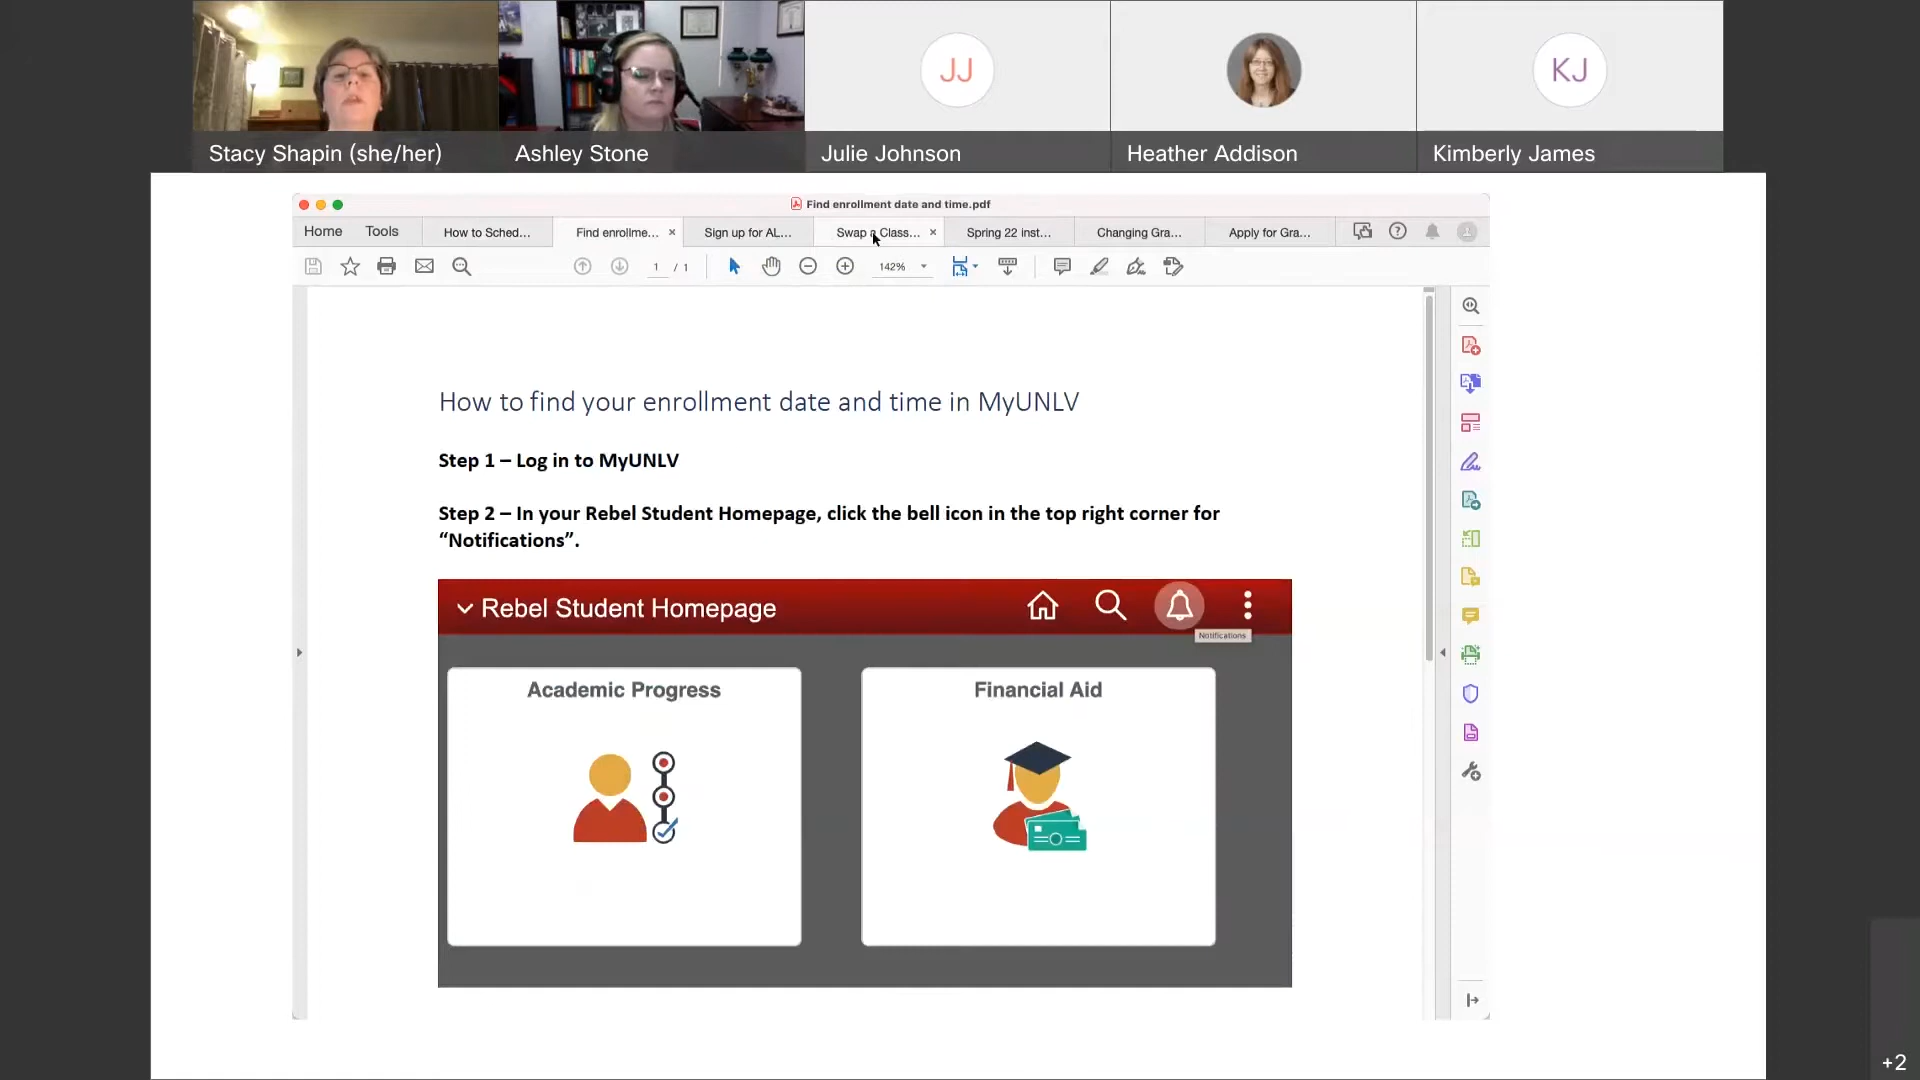 JJ
KJ
Stacy Shapin (she/her)
Ashley Stone
Julie Johnson
Heather Addison
Kimberly James
Find enrollment date and time.pdf
Home
Tools
How to Sched...
Find enrollme...
Sign up for AL...
Swap a Class...
Spring 22 inst...
Changing Gra...
Apply for Gra...
1 / 1
142%
How to find your enrollment date and time in MyUNLV
Step 1 – Log in to MyUNLV
Step 2 – In your Rebel Student Homepage, click the bell icon in the top right corner for
“Notifications”.
Rebel Student Homepage
Notifications
Academic Progress
Financial Aid
+2